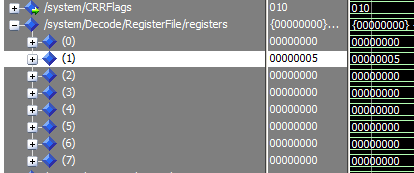 /system/CRRFlags 010 010
/system/Decode/RegisterFile/registers {00000000}... {00000000}
(0) 00000000 00000000
(1) 00000005 00000005
(2) 00000000 00000000
(3) 00000000 00000000
(4) 00000000 00000000
(5) 00000000 00000000
(6) 00000000 00000000
(7) 00000000 00000000